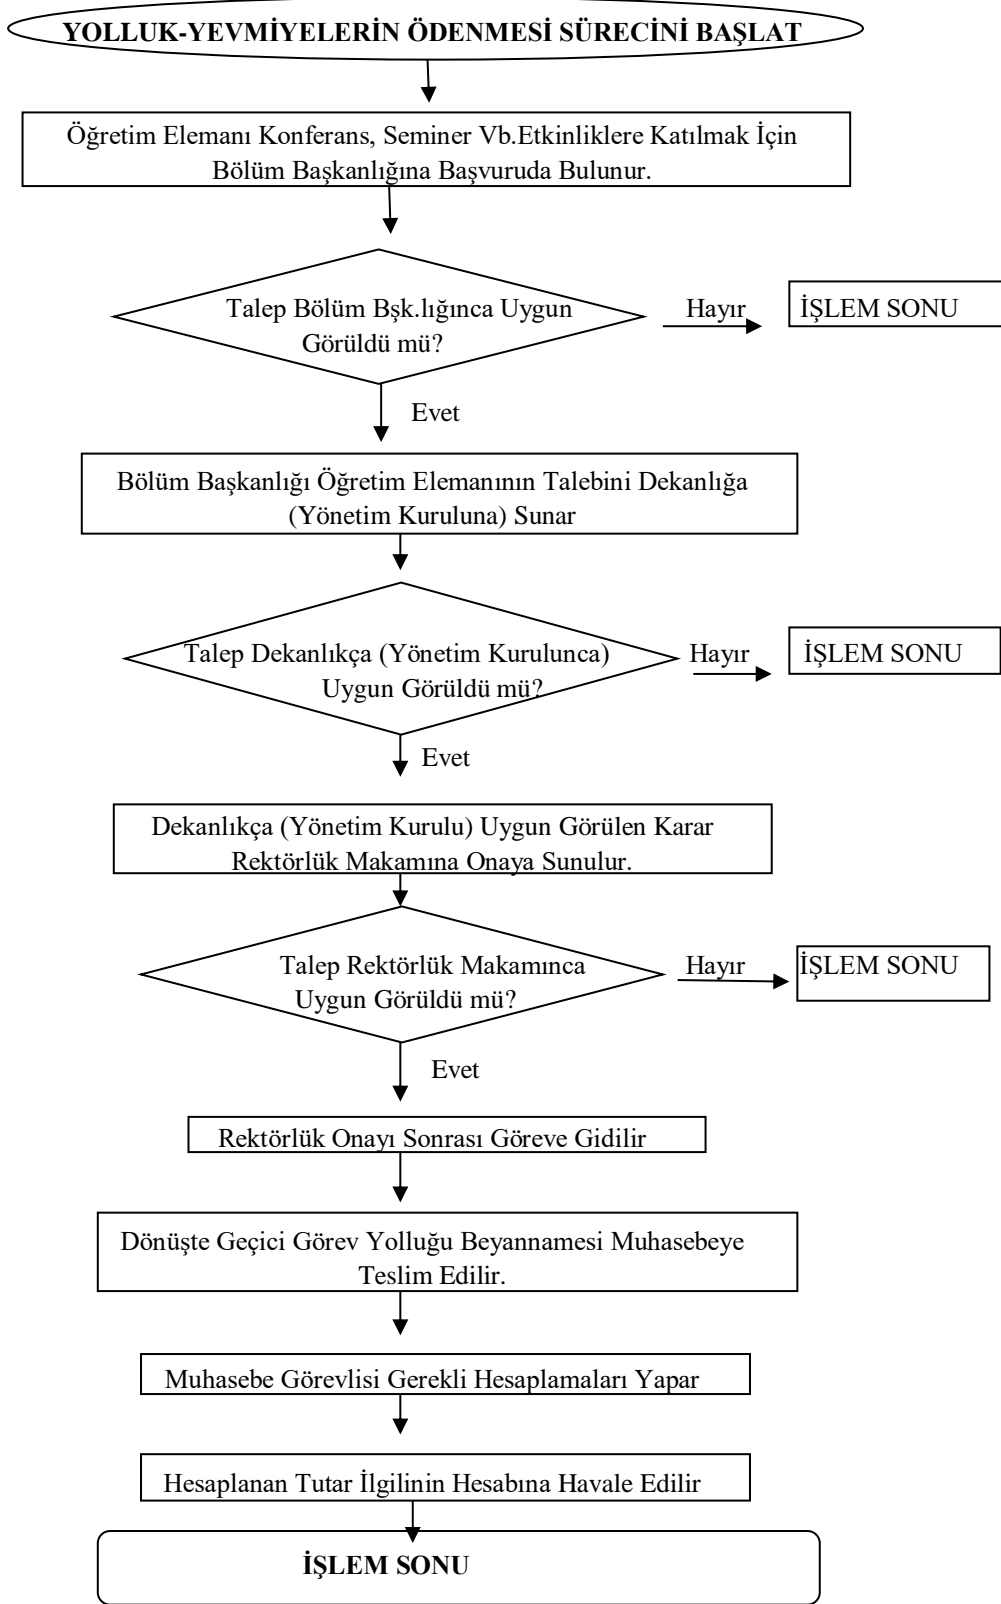 YOLLUK-YEVMİYELERİN ÖDENMESİ SÜRECİNİ BAŞLAT
Öğretim Elemanı Konferans, Seminer Vb.Etkinliklere Katılmak İçin
Bölüm Başkanlığına Başvuruda Bulunur.
Talep Bölüm Bşk.lığınca Uygun
Görüldü mü?
Hayır
İŞLEM SONU
Evet
Bölüm Başkanlığı Öğretim Elemanının Talebini Dekanlığa
(Yönetim Kuruluna) Sunar
Talep Dekanlıkça (Yönetim Kurulunca)
Uygun Görüldü mü?
Hayır
İŞLEM SONU
Evet
Dekanlıkça (Yönetim Kurulu) Uygun Görülen Karar
Rektörlük Makamına Onaya Sunulur.
Talep Rektörlük Makamınca
Uygun Görüldü mü?
Hayır
İŞLEM SONU
Evet
Rektörlük Onayı Sonrası Göreve Gidilir
Dönüşte Geçici Görev Yolluğu Beyannamesi Muhasebeye
Teslim Edilir.
Muhasebe Görevlisi Gerekli Hesaplamaları Yapar
Hesaplanan Tutar İlgilinin Hesabına Havale Edilir
İŞLEM SONU